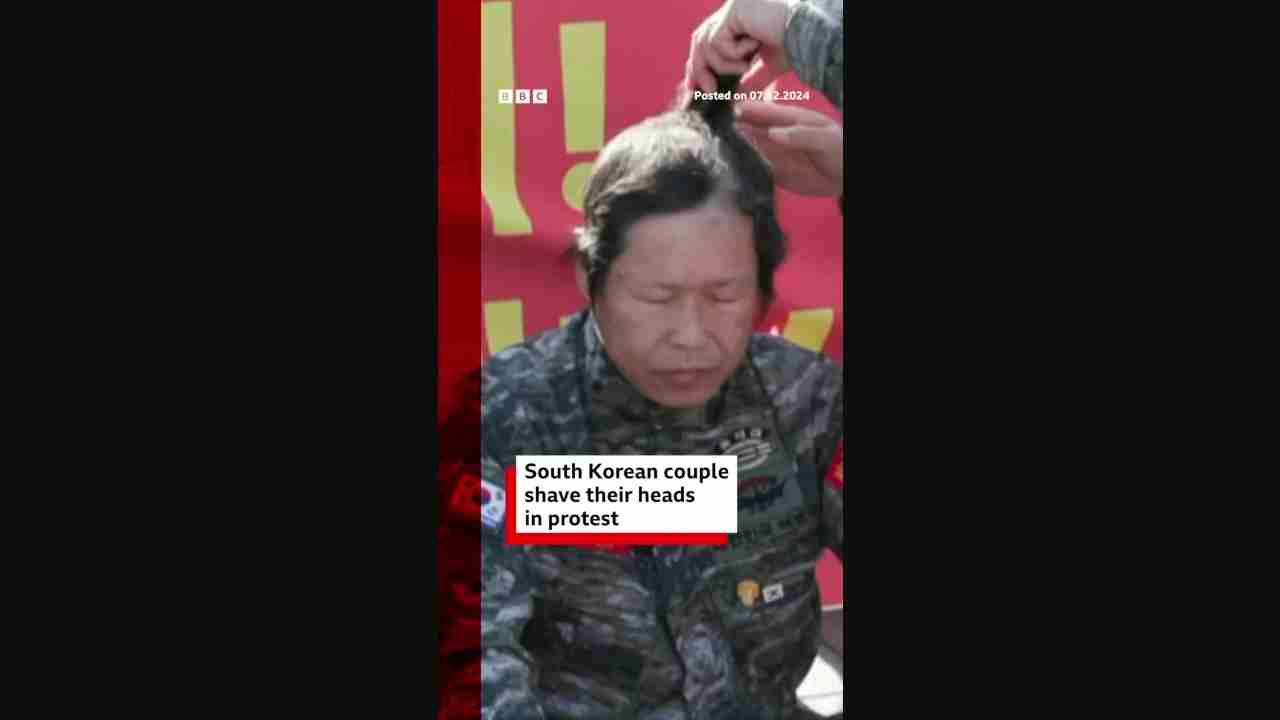 BBC
Posted on 07.12.2024
South Korean couple
shave their heads
in protest